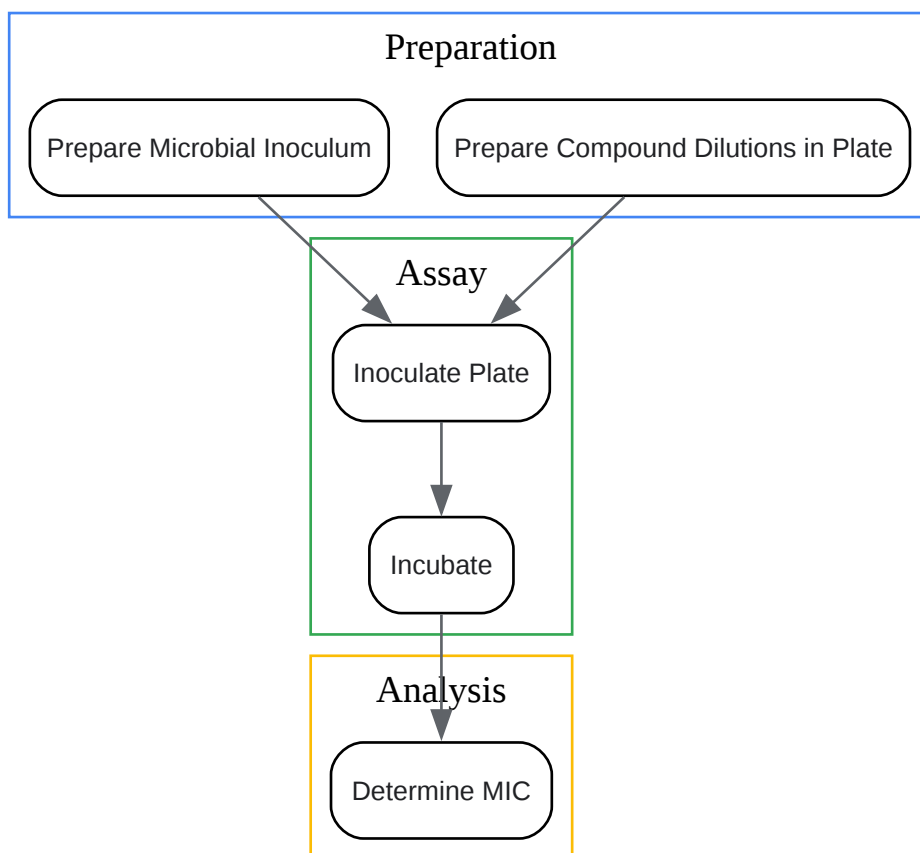 Preparation
Prepare Microbial Inoculum
Prepare Compound Dilutions in Plate
Assay
Inoculate Plate
Incubate
Analysis
Determine MIC